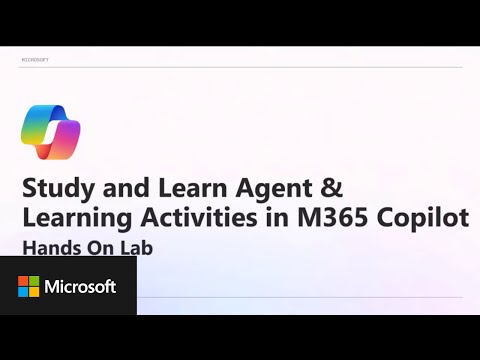 MICROSOFT
Study and Learn Agent &
Learning Activities in M365 Copilot
Hands On Lab
Microsoft